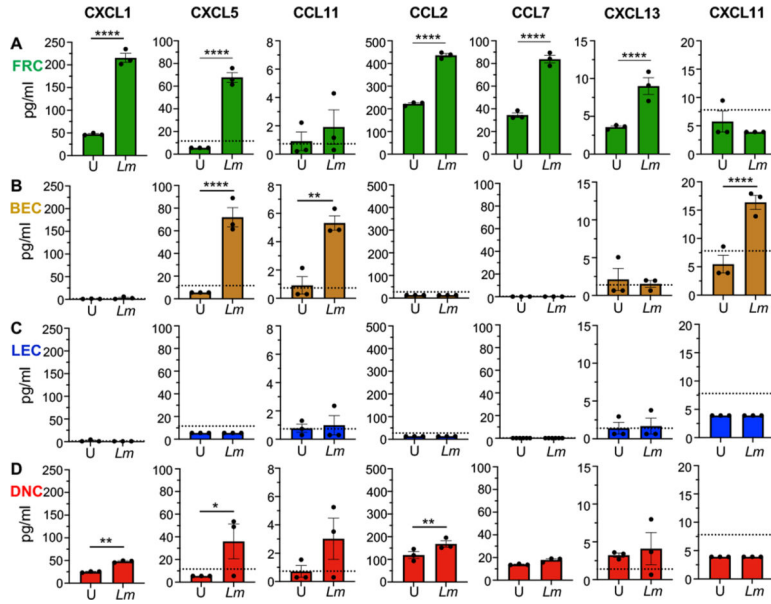 CXCL1 CXCL5 CCL11 CCL2 CCL7 CXCL13 CXCL11
A
FRC
pg/ml
250 200 150 100 50 0
**** U Lm
100 80 60 40 20 0
**** U Lm
8 6 4 2 0
U Lm
500 400 300 200 100 0
**** U Lm
100 80 60 40 20 0
**** U Lm
15 10 5 0
**** U Lm
20 15 10 5 0
U Lm
B
BEC
pg/ml
250 200 150 100 50 0
U Lm
100 80 60 40 20 0
**** U Lm
8 6 4 2 0
** U Lm
500 400 300 200 100 0
U Lm
100 80 60 40 20 0
U Lm
15 10 5 0
U Lm
20 15 10 5 0
**** U Lm
C
LEC
pg/ml
250 200 150 100 50 0
U Lm
100 80 60 40 20 0
U Lm
8 6 4 2 0
U Lm
500 400 300 200 100 0
U Lm
100 80 60 40 20 0
U Lm
15 10 5 0
U Lm
20 15 10 5 0
U Lm
D
DNC
pg/ml
250 200 150 100 50 0
** U Lm
100 80 60 40 20 0
* U Lm
8 6 4 2 0
U Lm
500 400 300 200 100 0
** U Lm
100 80 60 40 20 0
U Lm
15 10 5 0
U Lm
20 15 10 5 0
U Lm